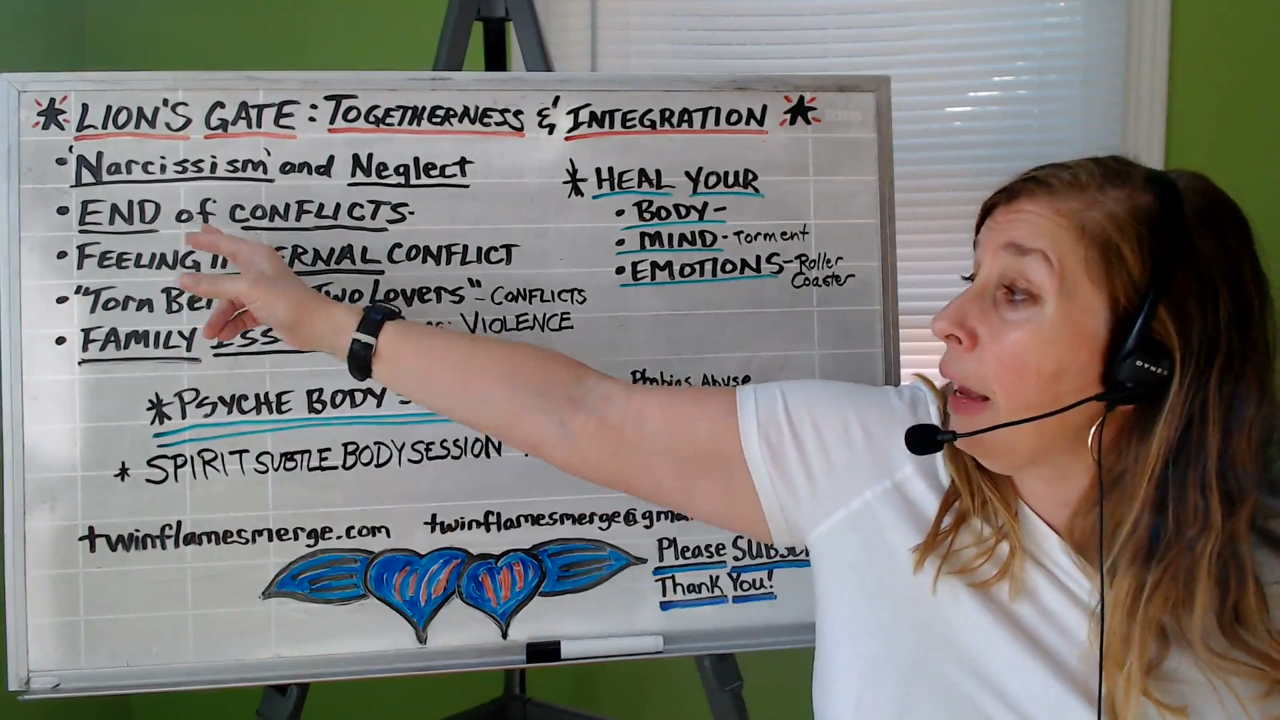 * LION'S GATE: TOGETHERNESS & INTEGRATION *
• 'Narcissism' and Neglect
• END of CONFLICTS-
• FEELING CONFLICT
• "Torn Two Lovers" - CONFLICTS
VIOLENCE
• FAMILY
* PSYCHE BODY
* SPIRIT SUBTLE BODY SESSION
* HEAL YOUR
• BODY-
• MIND - Torment
• EMOTIONS - Roller
Coaster
Phobias, Abuse
twinflamesmerge.com twinflamesmerge@gma
Please
Thank You!
DYNEX